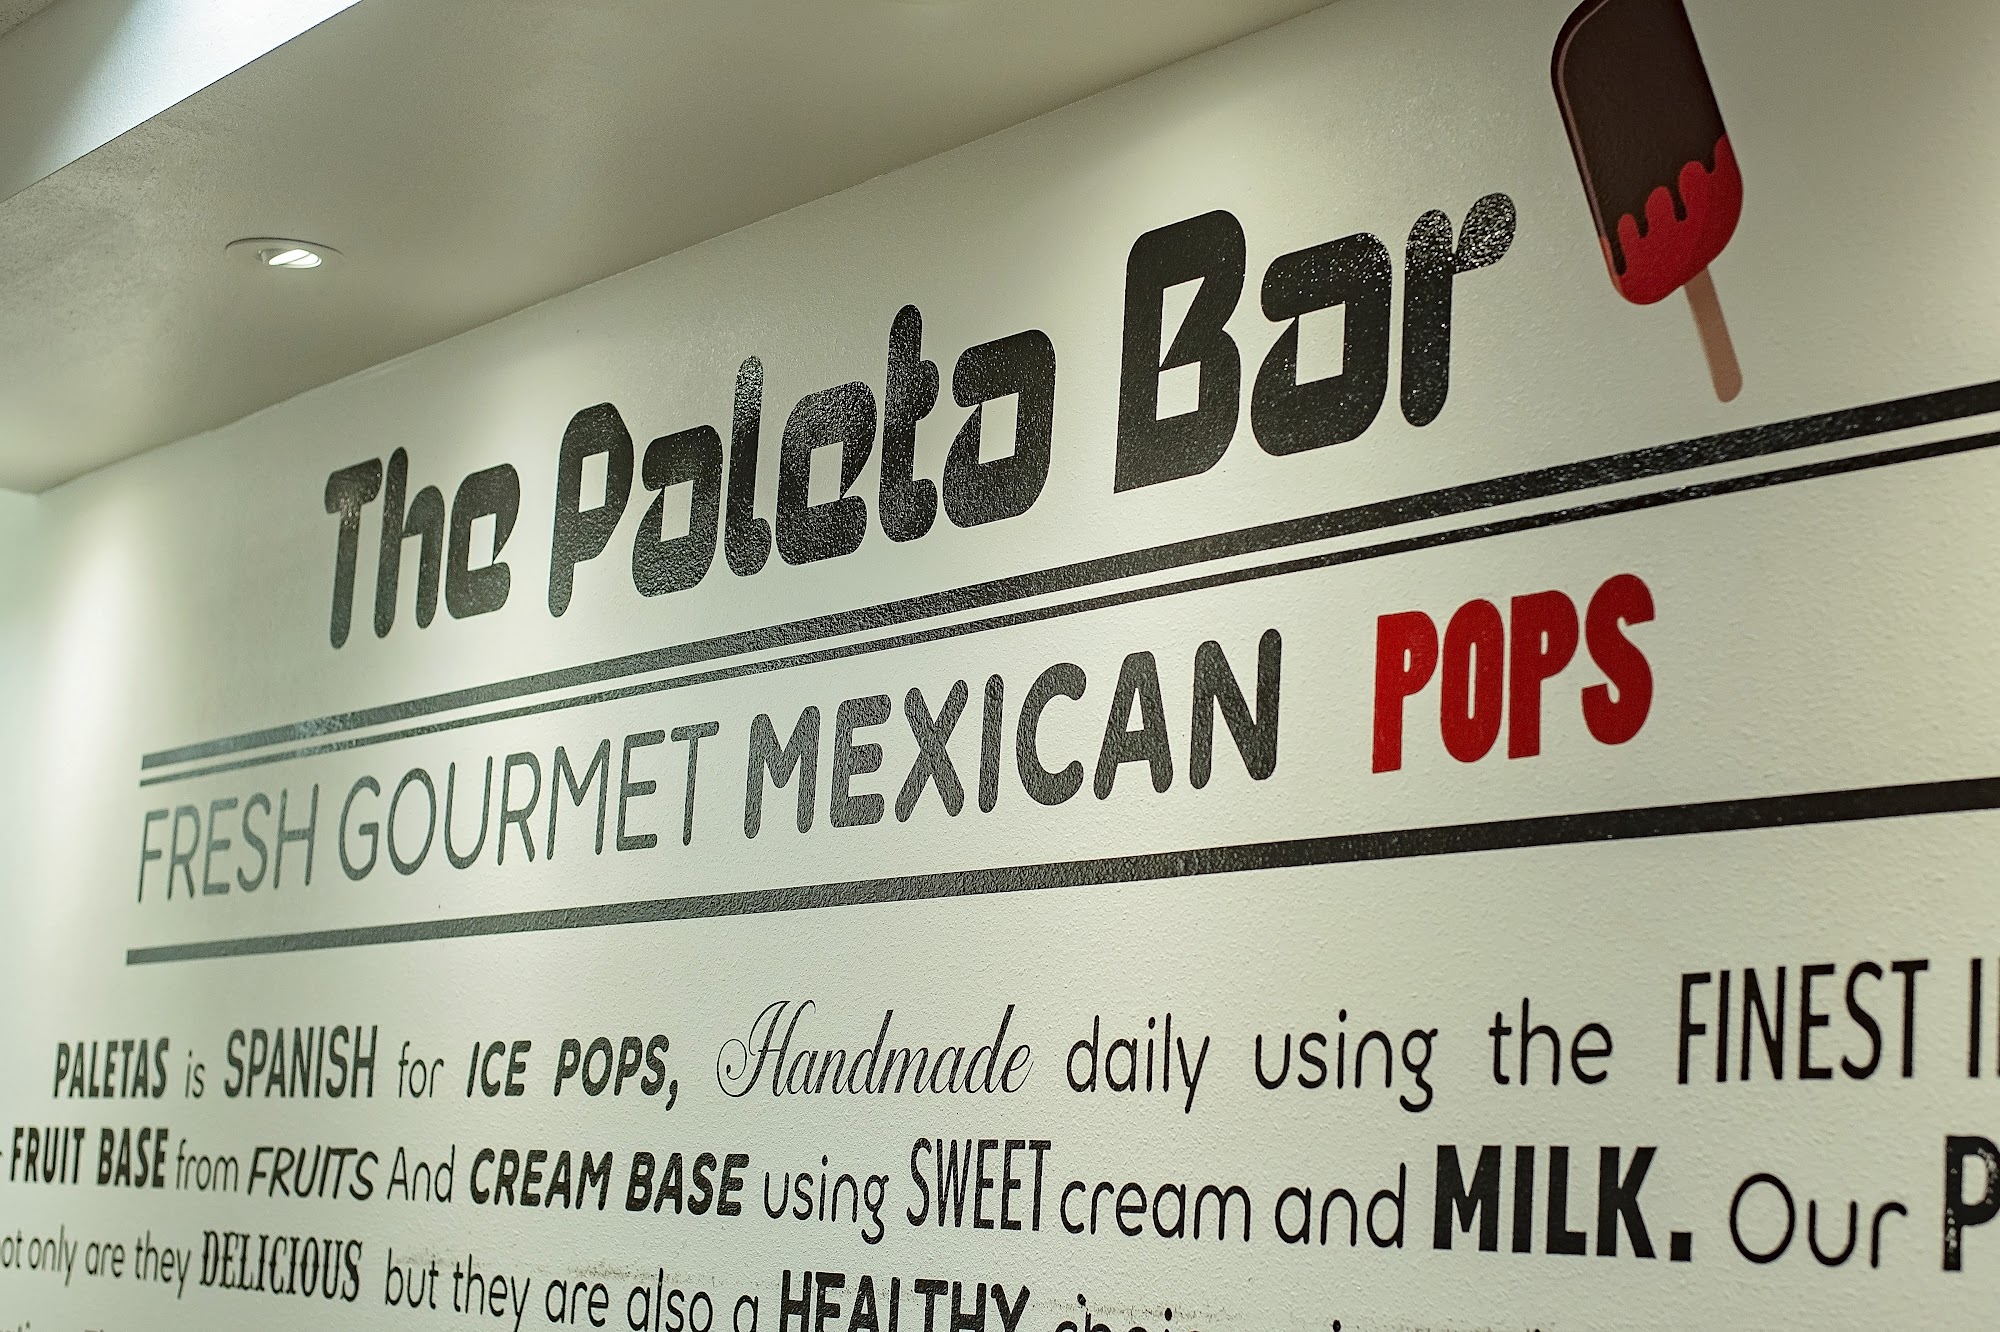 The Paleta Bar
FRESH GOURMET MEXICAN POPS
PALETAS is SPANISH for ICE POPS, Handmade daily using the FINEST
FRUIT BASE from FRUITS And CREAM BASE using SWEET cream and MILK. Our
only are they DELICIOUS but they are also a HEALTHY